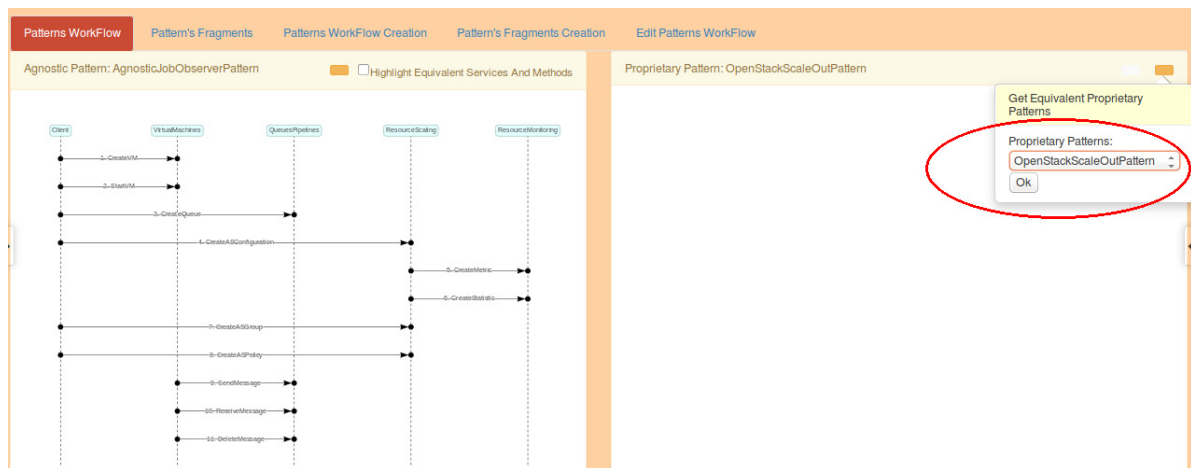 Patterns WorkFlow
Pattern's Fragments
Patterns WorkFlow Creation
Pattern's Fragments Creation
Edit Patterns WorkFlow
Agnostic Pattern: AgnosticJobObserverPattern
Highlight Equivalent Services And Methods
Proprietary Pattern: OpenStackScaleOutPattern
Get Equivalent Proprietary
Patterns
Proprietary Patterns:
OpenStackScaleOutPattern
Ok
Client
VirtualMachines
QueuesPipelines
ResourceScaling
ResourceMonitoring
1. CreateVM
2. StartVM
3. CreateQueue
4. CreateASConfiguration
5. CreateMetric
6. CreateStatistic
7. CreateASGroup
8. CreateASPolicy
9. SendMessage
10. ReceiveMessage
11. DeleteMessage